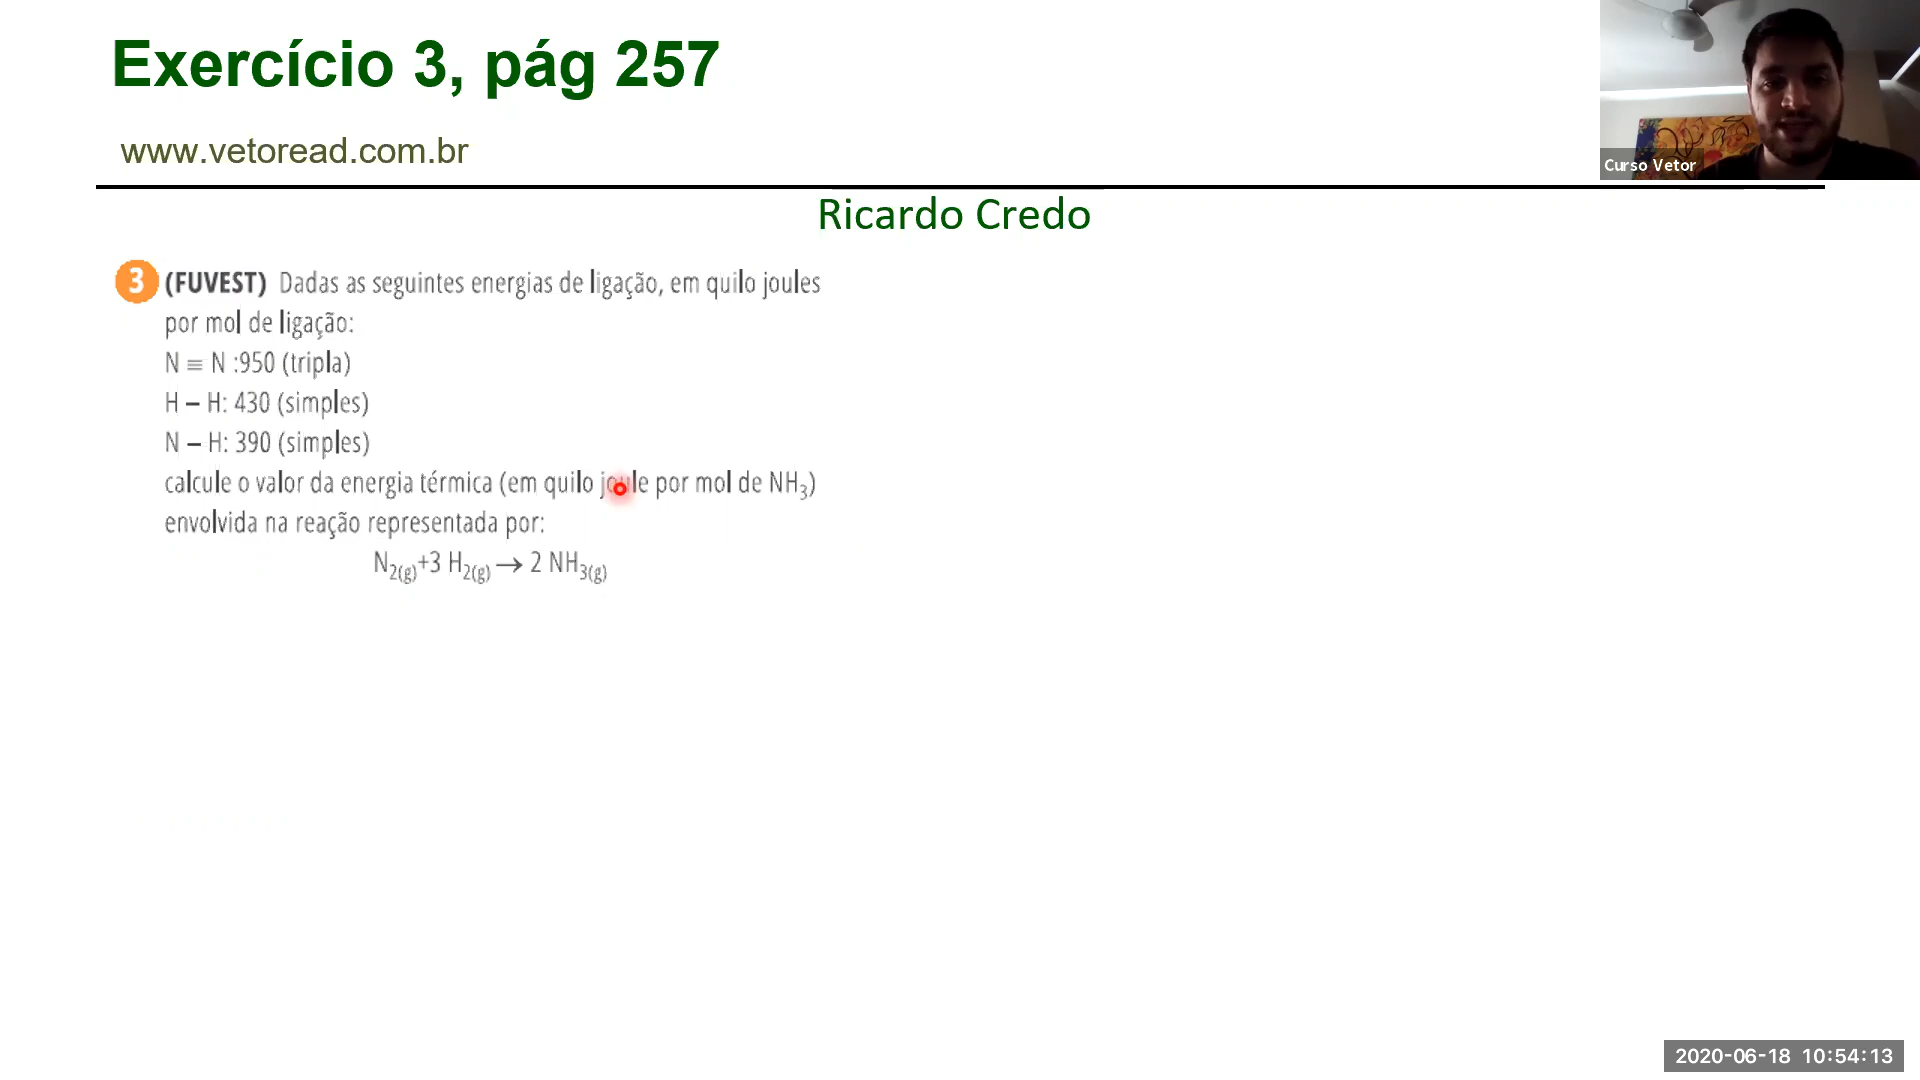 Exercício 3, pág 257
www.vetoread.com.br
Curso Vetor
Ricardo Credo
3 (FUVEST) Dadas as seguintes energias de ligação, em quilo joules
por mol de ligação:
N ≡ N :950 (tripla)
H – H: 430 (simples)
N – H: 390 (simples)
calcule o valor da energia térmica (em quilo joule por mol de NH₃)
envolvida na reação representada por:
N₂₍g₎+3 H₂₍g₎ → 2 NH₃₍g₎
2020-06-18 10:54:13